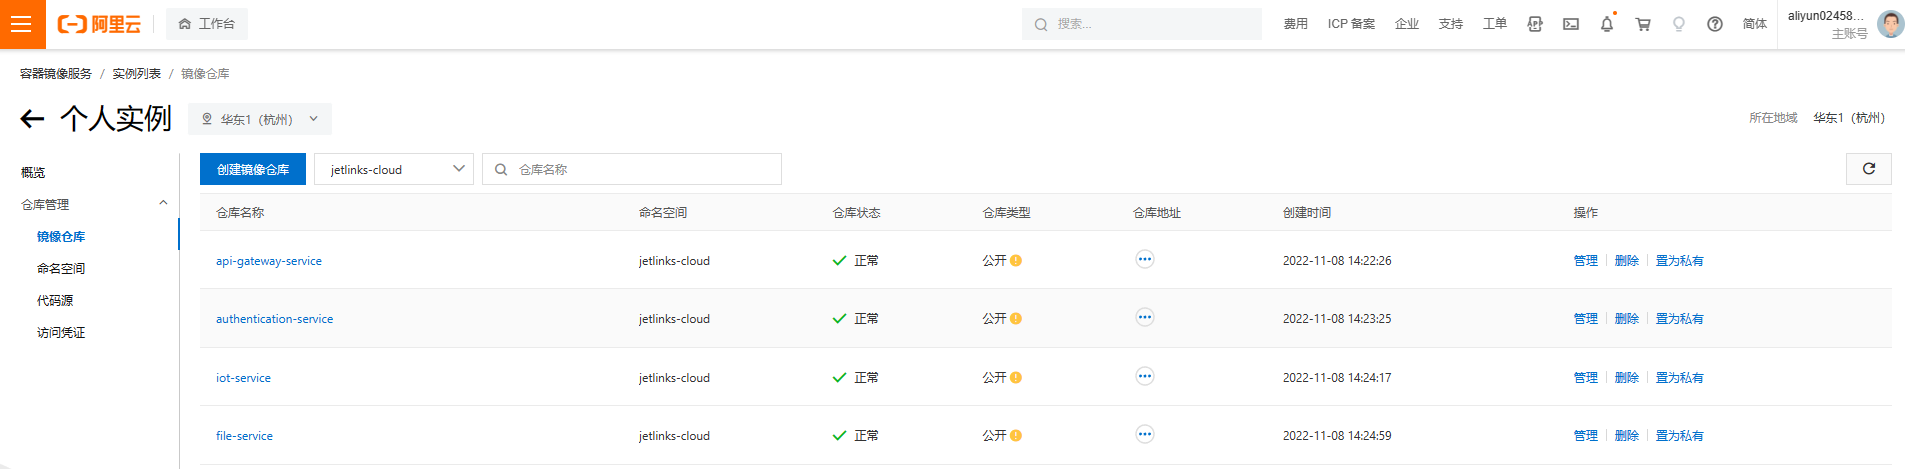 阿里云 工作台 搜索... 费用 ICP 备案 企业 支持 工单 简体 aliyun02458... 主账号
容器镜像服务 / 实例列表 / 镜像仓库
个人实例 华东1（杭州） 所在地域 华东1（杭州）
概览
仓库管理
镜像仓库
命名空间
代码源
访问凭证
创建镜像仓库 jetlinks-cloud 仓库名称
仓库名称 命名空间 仓库状态 仓库类型 仓库地址 创建时间 操作
api-gateway-service jetlinks-cloud 正常 公开 2022-11-08 14:22:26 管理 删除 置为私有
authentication-service jetlinks-cloud 正常 公开 2022-11-08 14:23:25 管理 删除 置为私有
iot-service jetlinks-cloud 正常 公开 2022-11-08 14:24:17 管理 删除 置为私有
file-service jetlinks-cloud 正常 公开 2022-11-08 14:24:59 管理 删除 置为私有